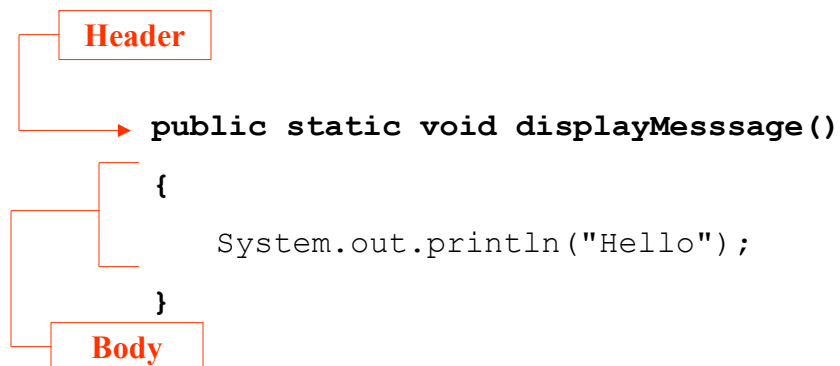 Header
public static void displayMesssage()
{
System.out.println("Hello");
}
Body